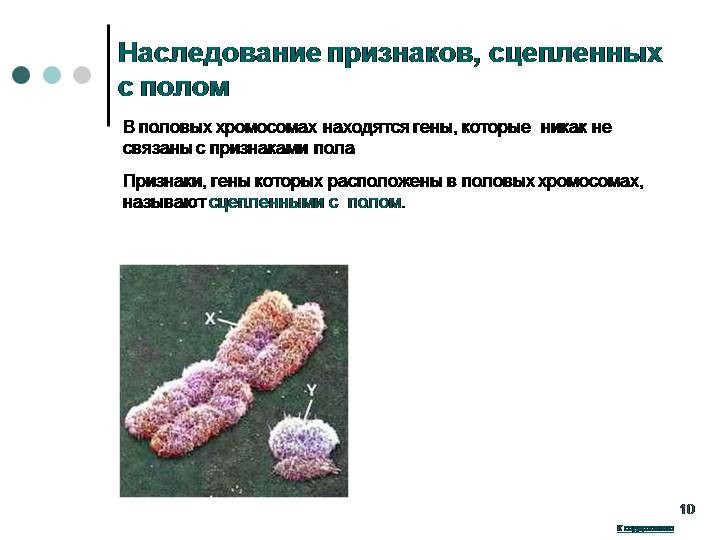 Наследование признаков, сцепленных
с полом
В половых хромосомах находятся гены, которые никак не
связаны с признаками пола
Признаки, гены которых расположены в половых хромосомах,
называют сцепленными с полом.
X
Y
10
К содержанию